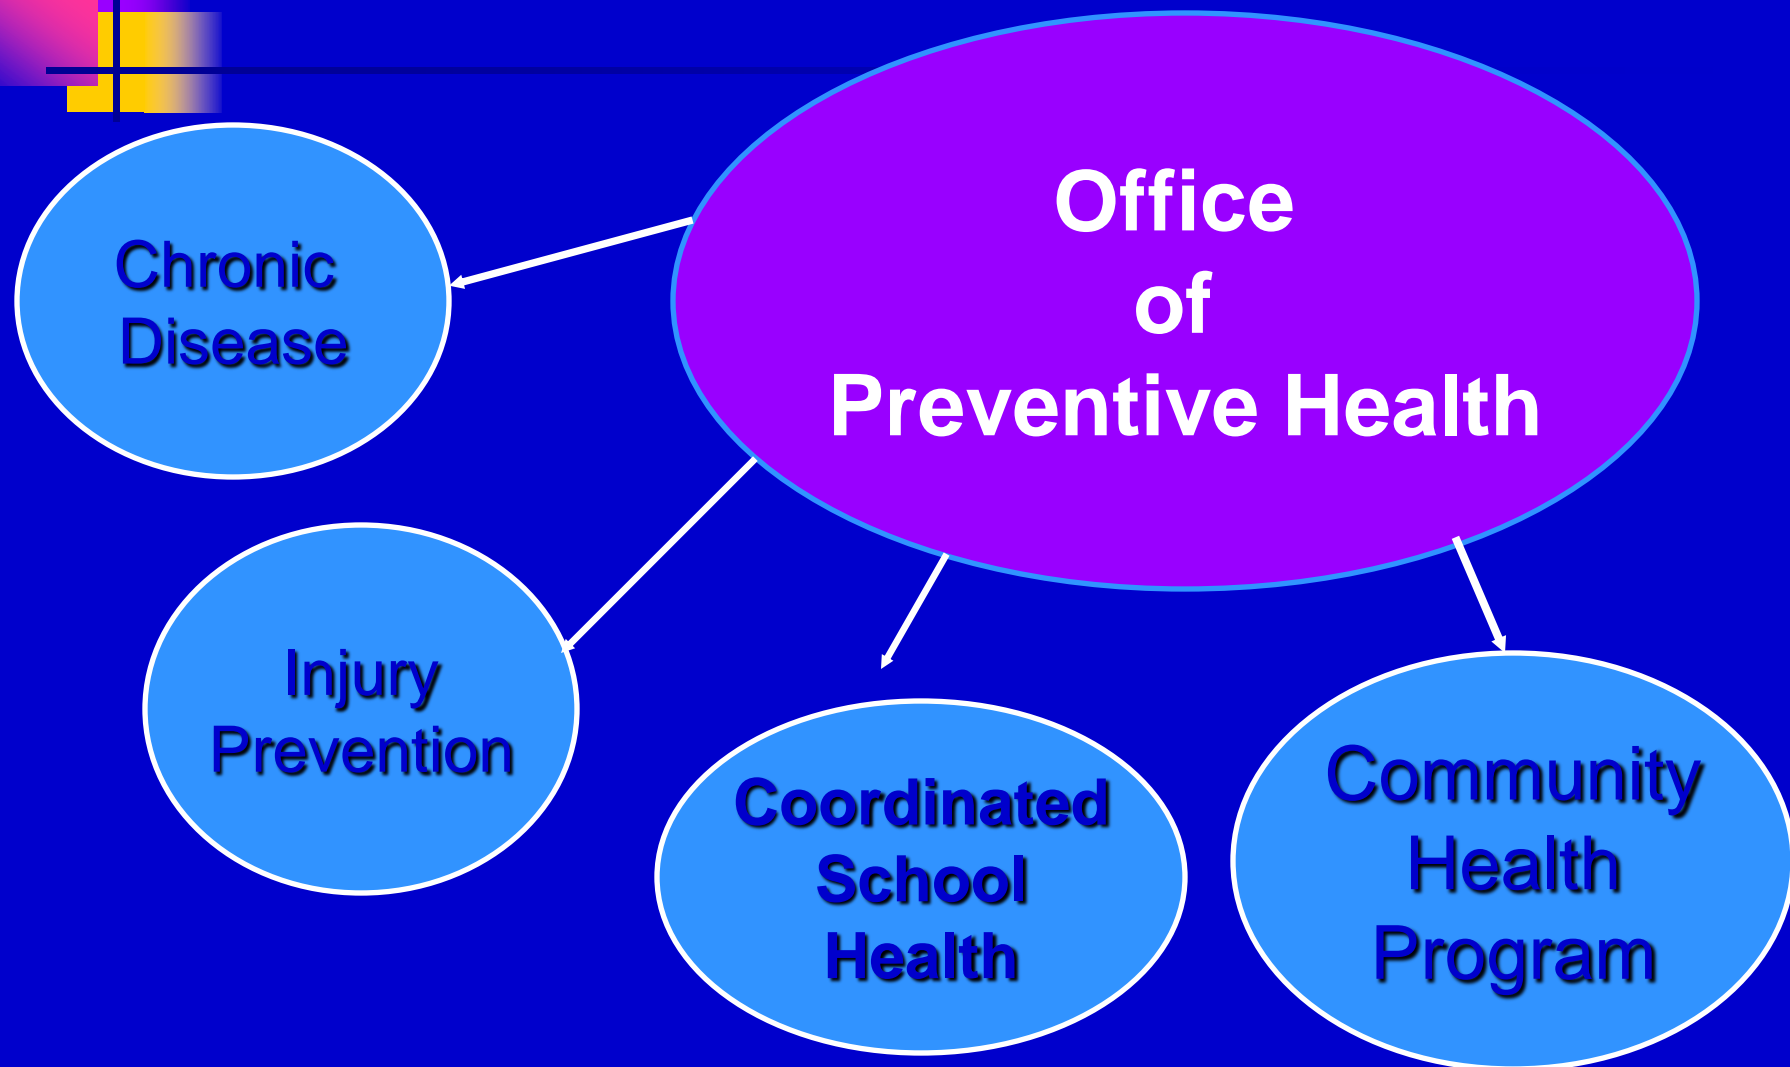 Office
of
Preventive Health
Chronic
Disease
Injury
Prevention
Coordinated
School
Health
Community
Health
Program